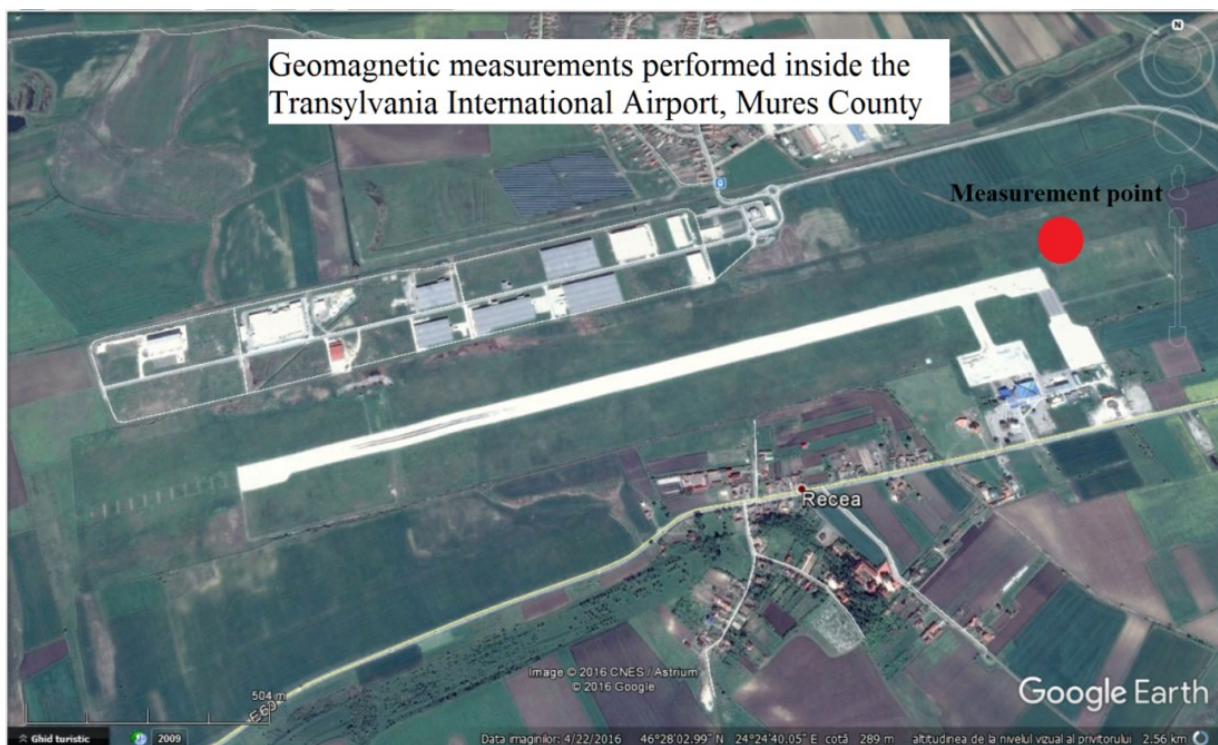 Geomagnetic measurements performed inside the
Transylvania International Airport, Mures County
N
Measurement point
Recea
Image © 2016 CNES / Astrium
© 2016 Google
Google Earth
504 m
E60
Ghid turistic
2009
Data imaginilor: 4/22/2016 46°28'02.99" N 24°24'40.05" E cotă 289 m altitudinea de la nivelul vizual al privitorului 2.56 km